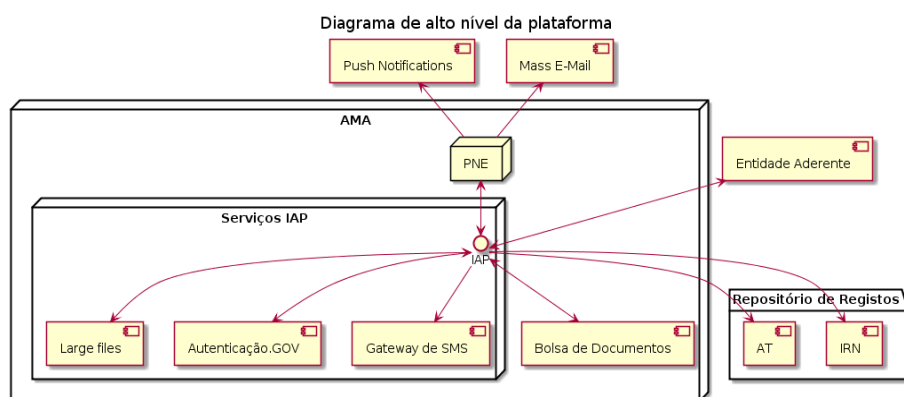 Diagrama de alto nível da plataforma
Push Notifications
Mass E-Mail
AMA
PNE
Entidade Aderente
Serviços IAP
IAP
Repositório de Registos
Large files
Autenticação.GOV
Gateway de SMS
Bolsa de Documentos
AT
IRN